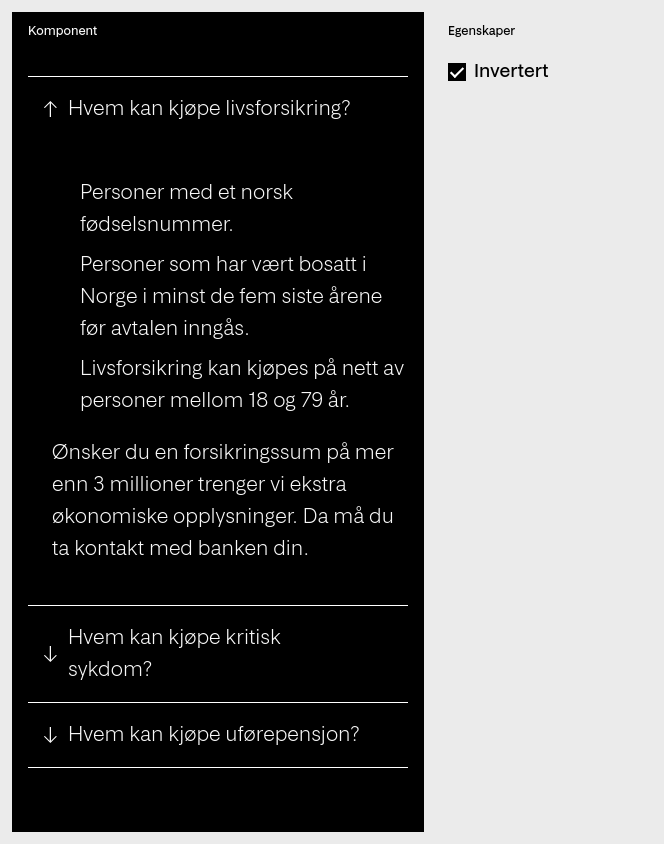 Komponent
Egenskaper
Invertert
Hvem kan kjøpe livsforsikring?
Personer med et norsk
fødselsnummer.
Personer som har vært bosatt i
Norge i minst de fem siste årene
før avtalen inngås.
Livsforsikring kan kjøpes på nett av
personer mellom 18 og 79 år.
Ønsker du en forsikringssum på mer
enn 3 millioner trenger vi ekstra
økonomiske opplysninger. Da må du
ta kontakt med banken din.
Hvem kan kjøpe kritisk
sykdom?
Hvem kan kjøpe uførepensjon?